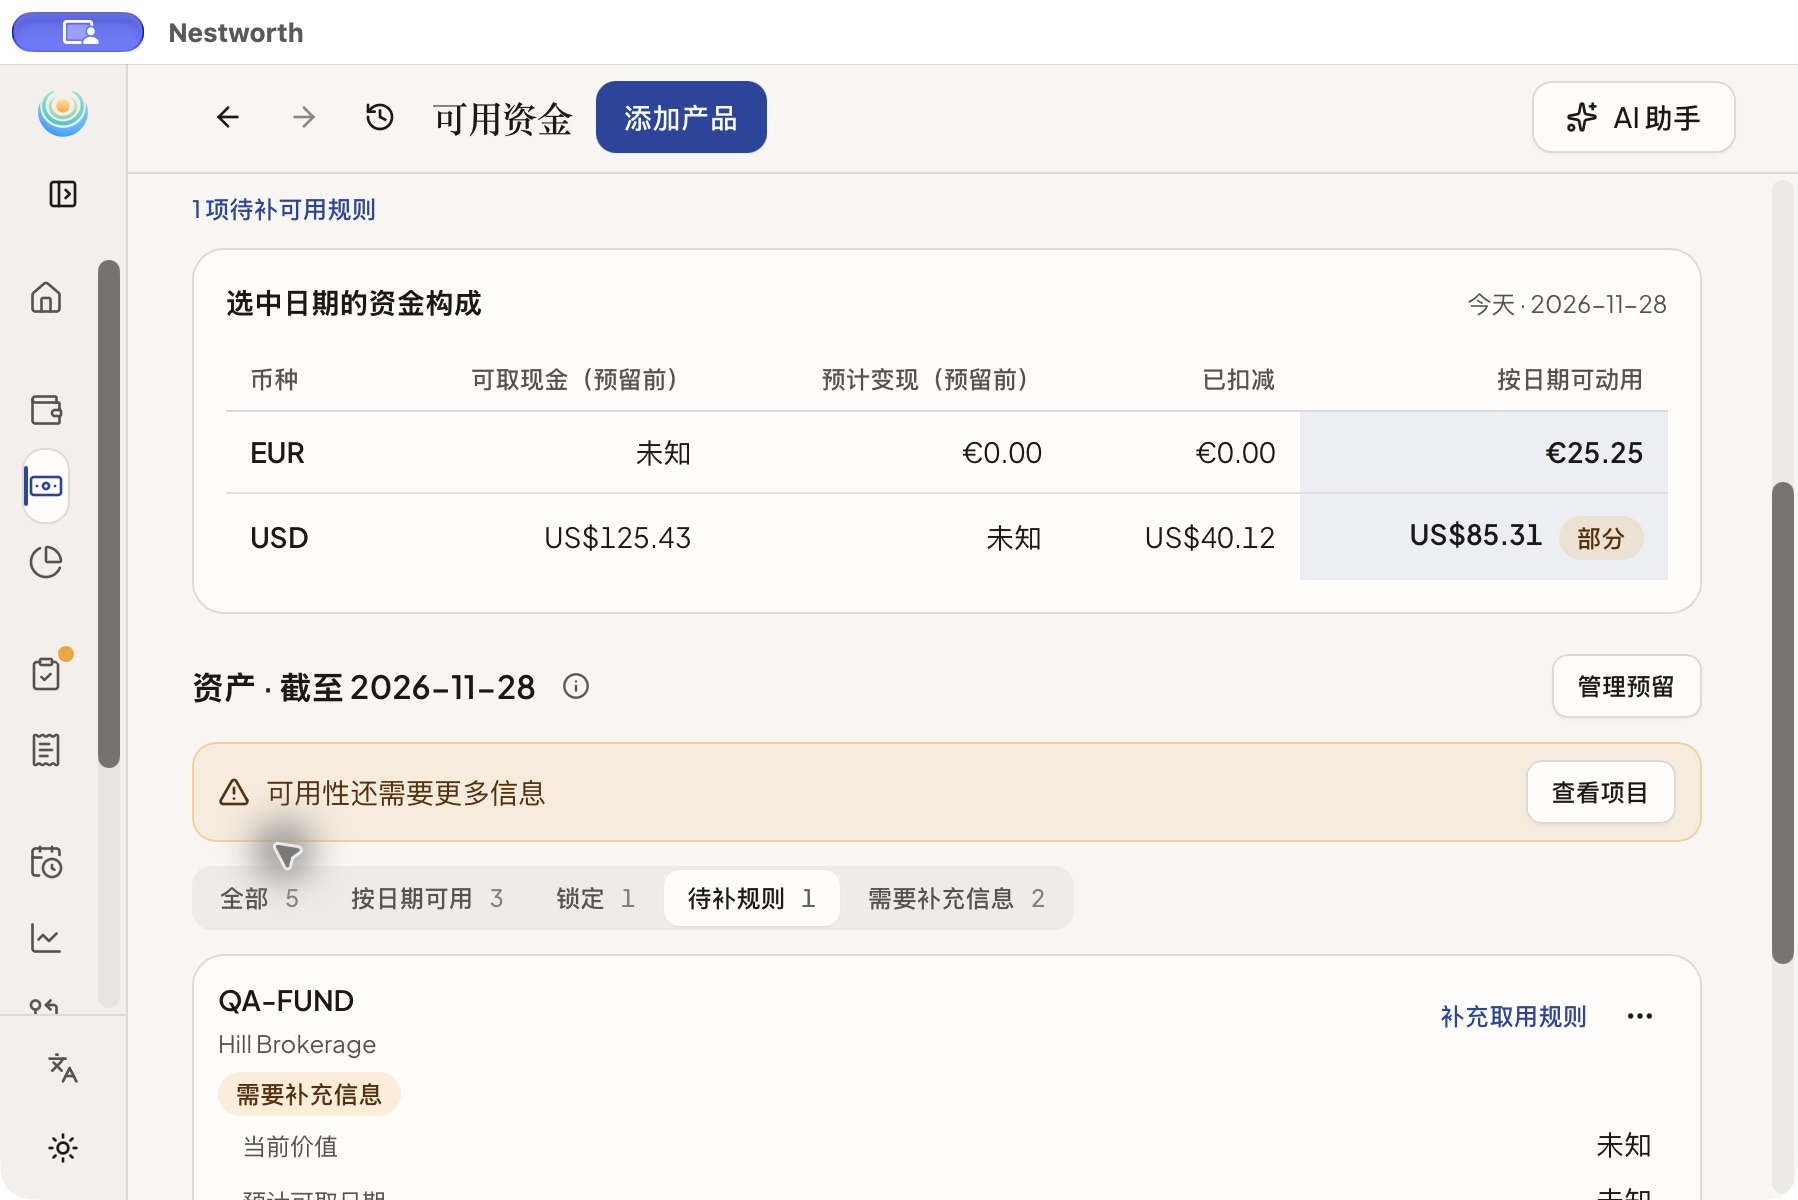 Nestworth
可用资金
添加产品
AI 助手
1 项待补可用规则
选中日期的资金构成
今天 · 2026-11-28
币种 可取现金（预留前） 预计变现（预留前） 已扣减 按日期可动用
EUR 未知 €0.00 €0.00 €25.25
USD US$125.43 未知 US$40.12 US$85.31 部分
资产 · 截至 2026-11-28
管理预留
可用性还需要更多信息
查看项目
全部 5 按日期可用 3 锁定 1 待补规则 1 需要补充信息 2
QA-FUND
补充取用规则
Hill Brokerage
需要补充信息
当前价值 未知
预计可取日期 未知